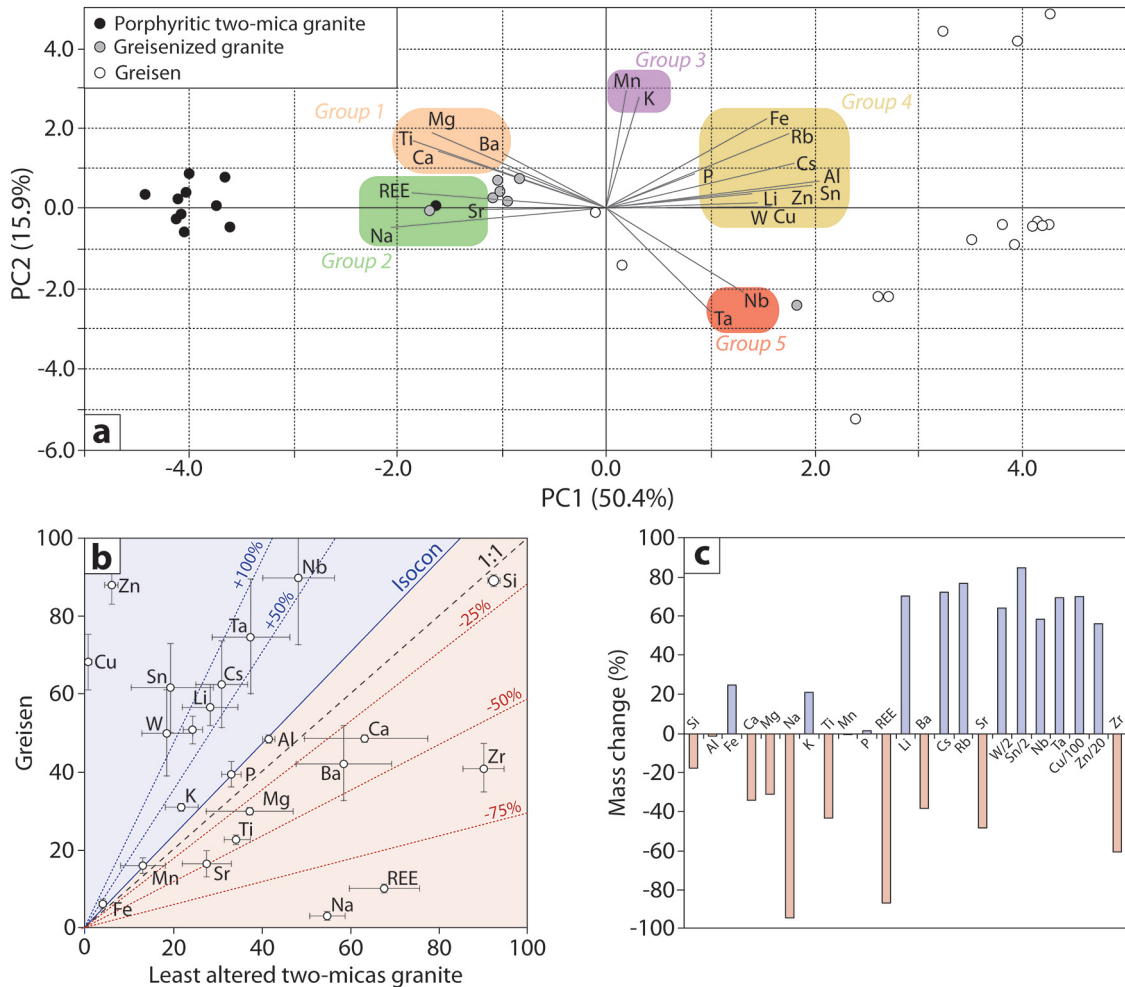 Porphyritic two-mica granite
Greisenized granite
Greisen
Group 3
Mn
K
Group 1
Mg
Ti
Ca
Ba
Group 4
Fe
Rb
Cs
P
Al
Li
Zn
Sn
W
Cu
REE
Sr
Na
Group 2
Nb
Ta
Group 5
4.0
2.0
0.0
-2.0
-4.0
-6.0
PC2 (15.9%)
a
-4.0
-2.0
0.0
2.0
4.0
PC1 (50.4%)
b
+100%
+50%
Isocon
1:1
-25%
-50%
-75%
Zn
Nb
Si
Ta
Cu
Sn
Cs
Li
W
Al
Ca
P
Ba
Zr
K
Mg
Ti
Mn
Sr
REE
Fe
Na
100
80
60
40
20
0
Greisen
0
20
40
60
80
100
Least altered two-micas granite
c
100
80
60
40
20
0
-20
-40
-60
-80
-100
Mass change (%)
Si
Al
Fe
Ca
Mg
Na
K
Ti
Mn
P
REE
Li
Ba
Cs
Rb
Sr
W/2
Sn/2
Nb
Ta
Cu/100
Zn/20
Zr